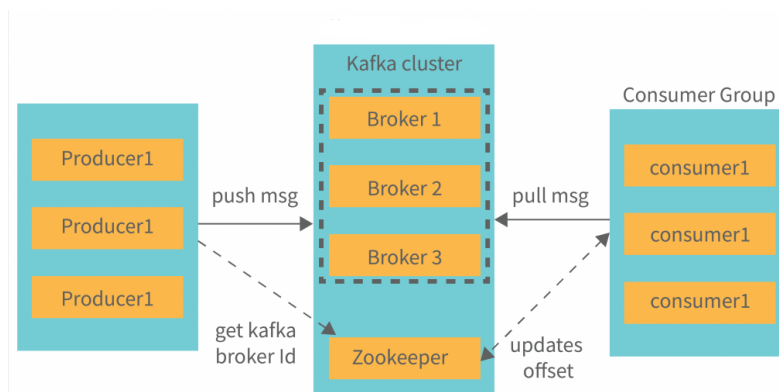 Kafka cluster
Consumer Group
Producer1
Producer1
Producer1
push msg
get kafka
broker Id
Broker 1
Broker 2
Broker 3
Zookeeper
pull msg
updates
offset
consumer1
consumer1
consumer1